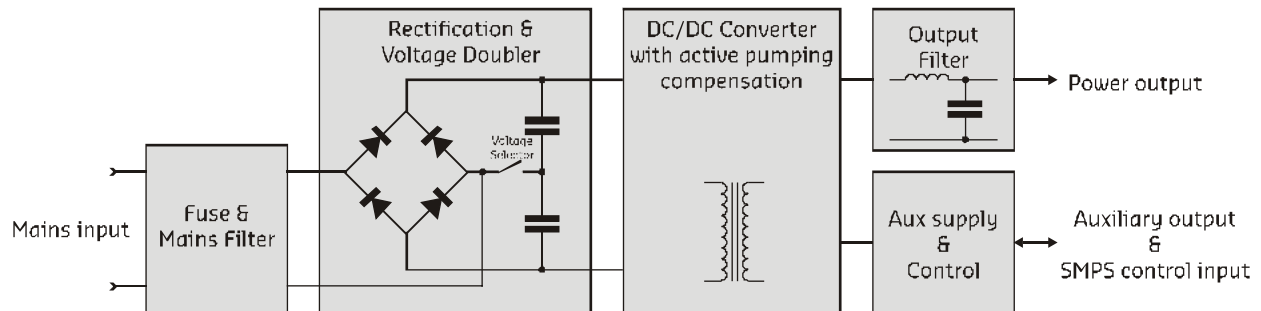 Mains input
Fuse &
Mains Filter
Rectification &
Voltage Doubler
Voltage
Selector
DC/DC Converter
with active pumping
compensation
Output
Filter
Power output
Aux supply
&
Control
Auxiliary output
&
SMPS control input